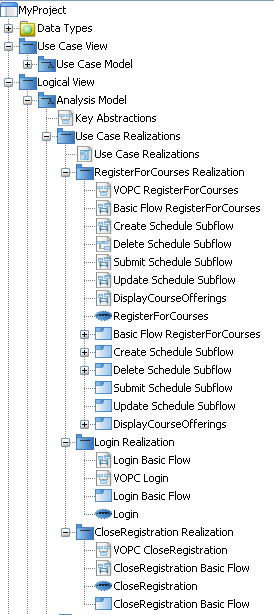 MyProject
Data Types
Use Case View
Use Case Model
Logical View
Analysis Model
Key Abstractions
Use Case Realizations
Use Case Realizations
RegisterForCourses Realization
VOPC RegisterForCourses
Basic Flow RegisterForCourses
Create Schedule Subflow
Delete Schedule Subflow
Submit Schedule Subflow
Update Schedule Subflow
DisplayCourseOfferings
RegisterForCourses
Basic Flow RegisterForCourses
Create Schedule Subflow
Delete Schedule Subflow
Submit Schedule Subflow
Update Schedule Subflow
DisplayCourseOfferings
Login Realization
Login Basic Flow
VOPC Login
Login Basic Flow
Login
CloseRegistration Realization
VOPC CloseRegistration
CloseRegistration Basic Flow
CloseRegistration
CloseRegistration Basic Flow